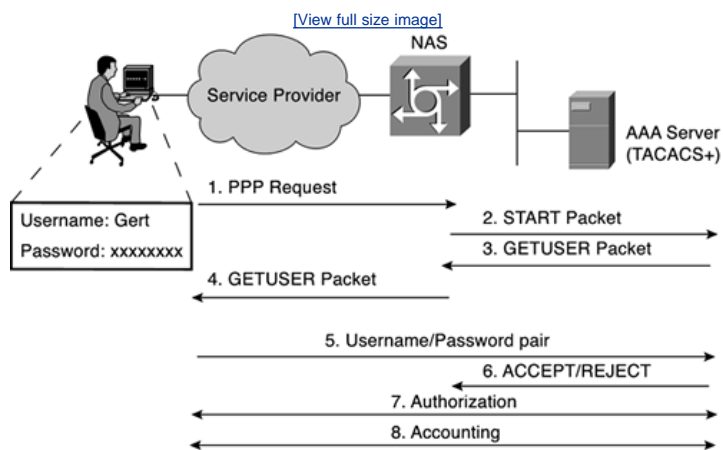 [View full size image]
NAS
Service Provider
AAA Server
(TACACS+)
1. PPP Request
Username: Gert
Password: xxxxxxxx
2. START Packet
3. GETUSER Packet
4. GETUSER Packet
5. Username/Password pair
6. ACCEPT/REJECT
7. Authorization
8. Accounting